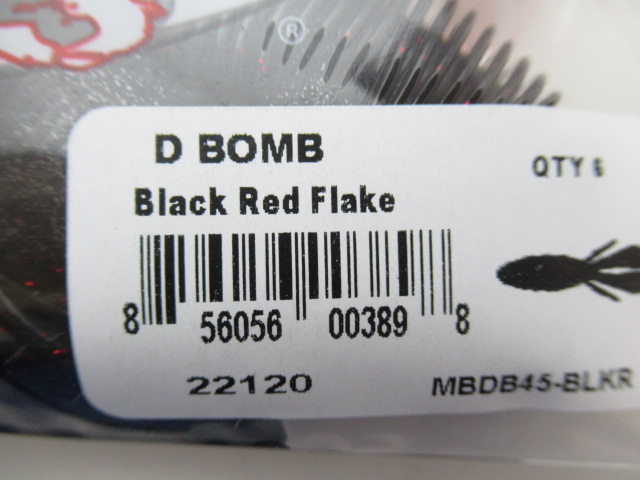 ®
D BOMB
QTY 6
Black Red Flake
8 56056 00389 8
22120
MBDB45-BLKR